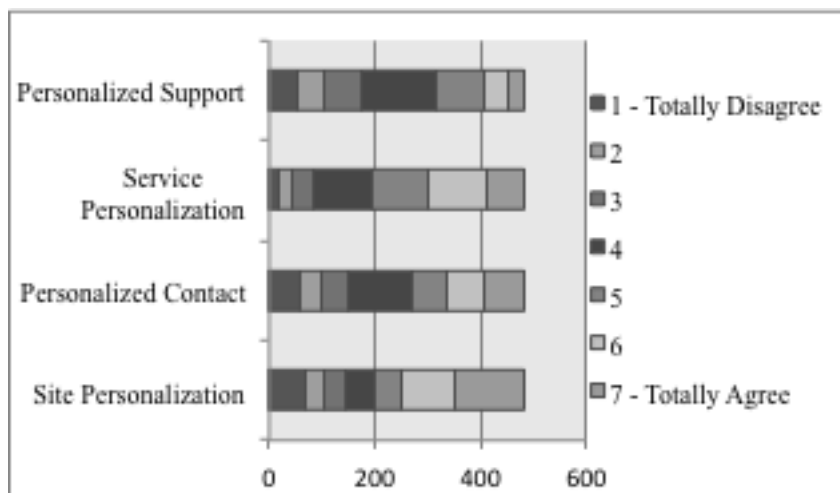 Personalized Support
Service
Personalization
Personalized Contact
Site Personalization
0
200
400
600
1 - Totally Disagree
2
3
4
5
6
7 - Totally Agree